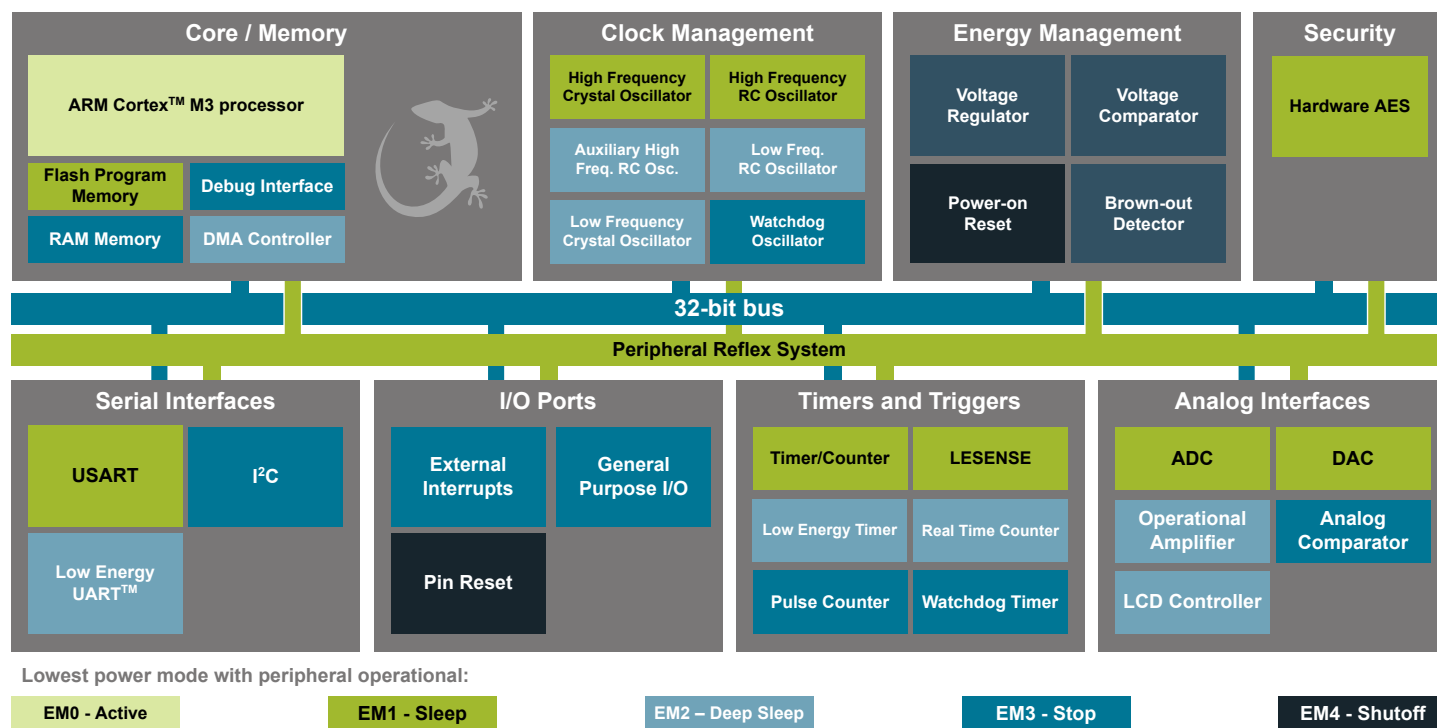 Core / Memory
ARM Cortex™ M3 processor
Flash Program
Memory
Debug Interface
RAM Memory
DMA Controller
Clock Management
High Frequency
Crystal Oscillator
High Frequency
RC Oscillator
Auxiliary High
Freq. RC Osc.
Low Freq.
RC Oscillator
Low Frequency
Crystal Oscillator
Watchdog
Oscillator
Energy Management
Voltage
Regulator
Voltage
Comparator
Power-on
Reset
Brown-out
Detector
Security
Hardware AES
32-bit bus
Peripheral Reflex System
Serial Interfaces
USART
I²C
Low Energy
UART™
I/O Ports
External
Interrupts
General
Purpose I/O
Pin Reset
Timers and Triggers
Timer/Counter
LESENSE
Low Energy Timer
Real Time Counter
Pulse Counter
Watchdog Timer
Analog Interfaces
ADC
DAC
Operational
Amplifier
Analog
Comparator
LCD Controller
Lowest power mode with peripheral operational:
EM0 - Active
EM1 - Sleep
EM2 – Deep Sleep
EM3 - Stop
EM4 - Shutoff